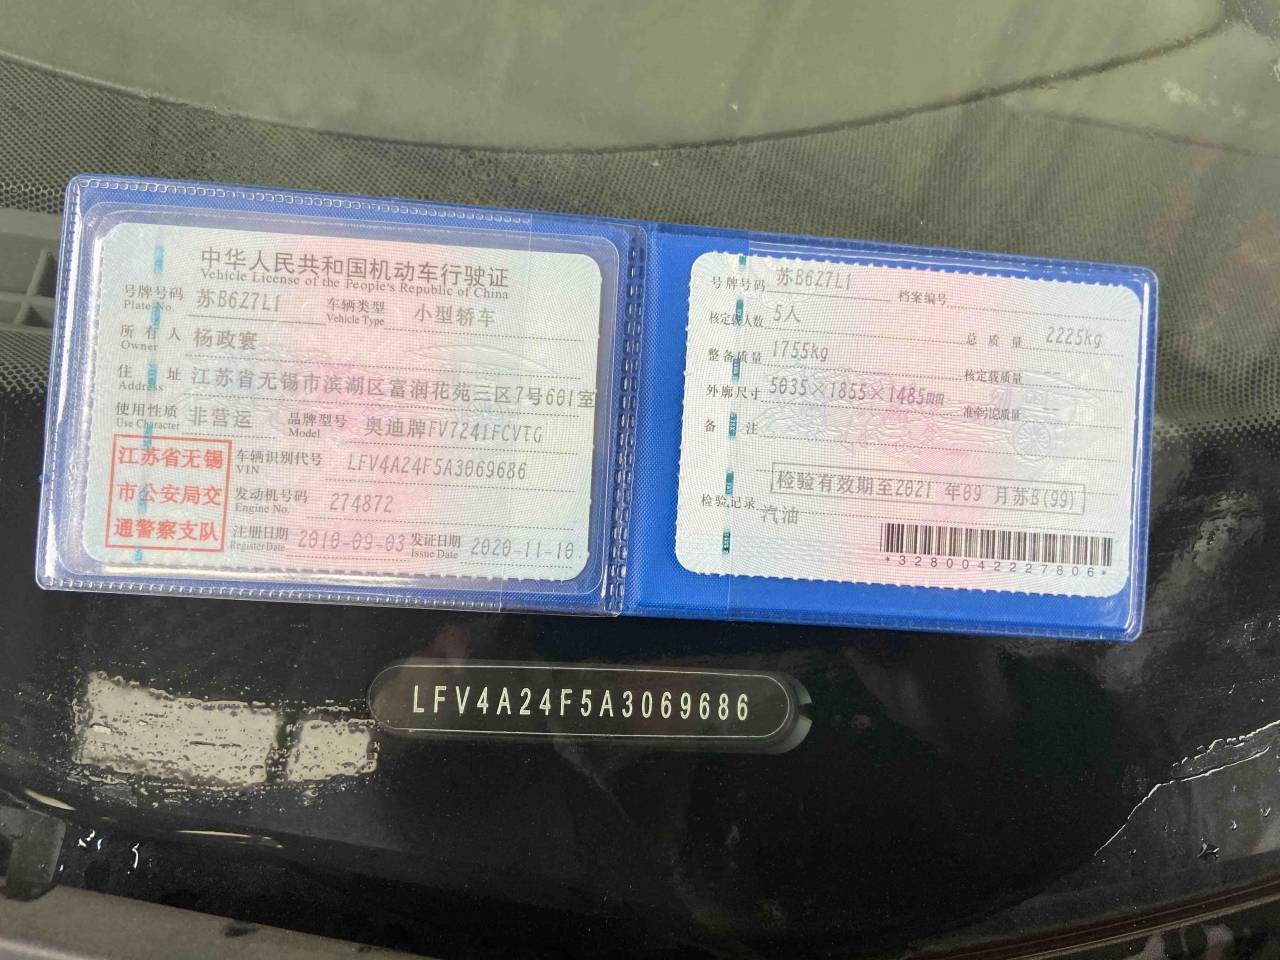 中华人民共和国机动车行驶证
Vehicle License of the People's Republic of China
号牌号码 苏B6Z7L1 车辆类型 小型轿车
Plate No. Vehicle Type
所有人 杨政寰
Owner
住址 江苏省无锡市滨湖区富润花苑三区7号601室
Address
使用性质 非营运 品牌型号 奥迪牌FV7241FCVTG
Use Character Model
江苏省无锡
市公安局交
通警察支队
车辆识别代号 LFV4A24F5A3069686
VIN
发动机号码 274872
Engine No.
注册日期 2010-09-03 发证日期 2020-11-10
Register Date Issue Date
号牌号码 苏B6Z7L1 档案编号
核定载人数 5人 总质量 2225kg
整备质量 1755kg 核定载质量 --
外廓尺寸 5035×1855×1485mm 准牵引总质量 --
备注
检验有效期至2021 年09 月苏B(99)
检验记录
汽油
*3280042227806*
LFV4A24F5A3069686